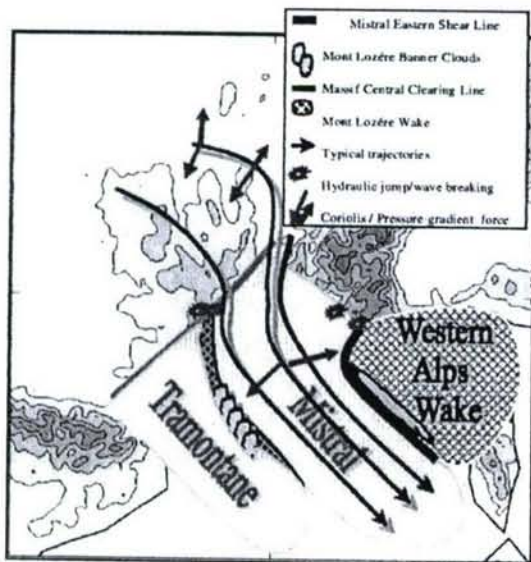 Mistral Eastern Shear Line
Mont Lozére Banner Clouds
Massif Central Clearing Line
Mont Lozére Wake
Typical trajectories
Hydraulic jump/wave breaking
Coriolis / Pressure-gradient force
Western
Alps
Wake
Mistral
Tramontane